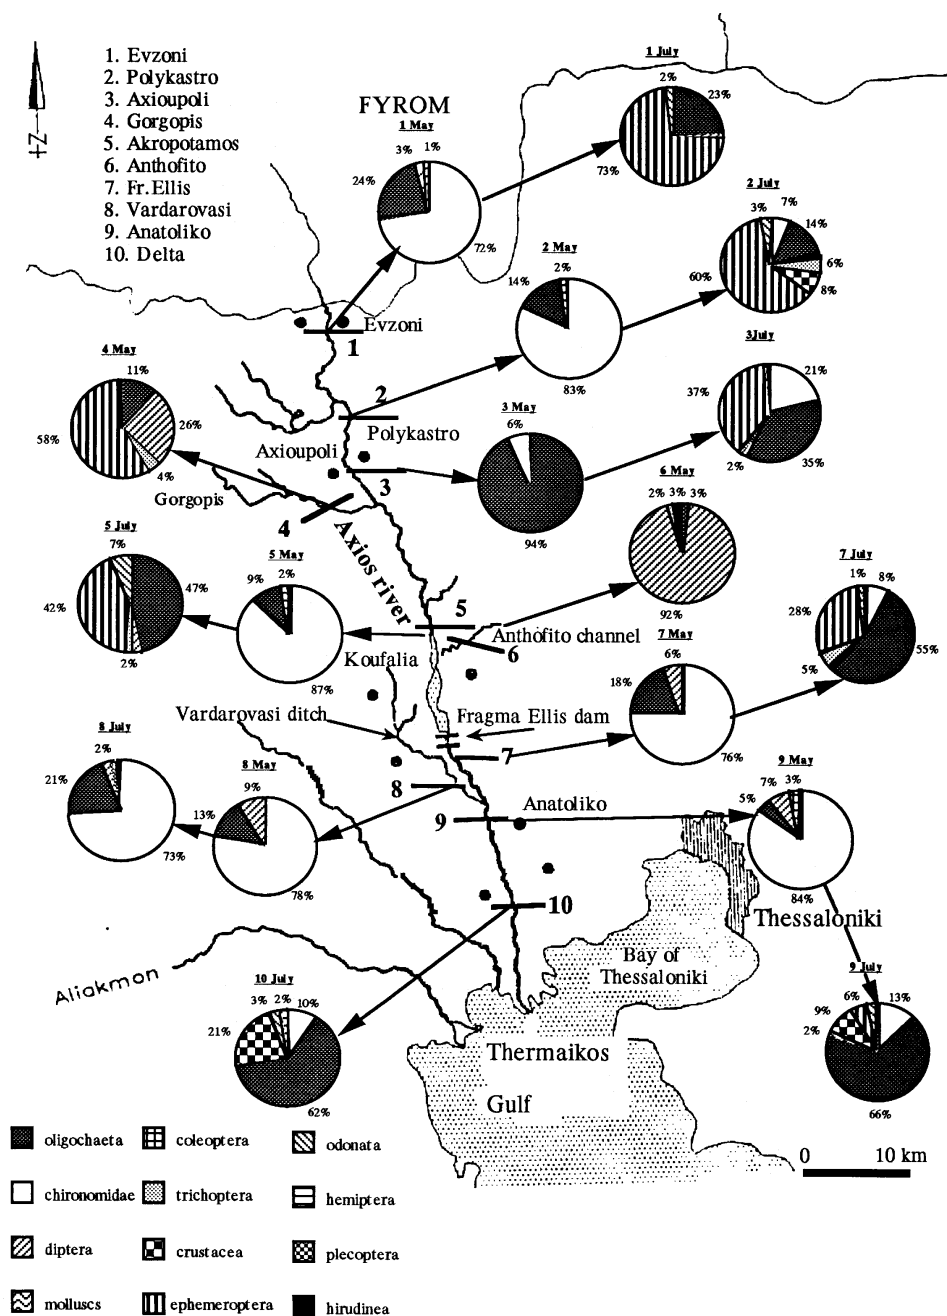 1. Evzoni
2. Polykastro
3. Axioupoli
4. Gorgopis
5. Akropotamos
6. Anthofito
7. Fr.Ellis
8. Vardarovasi
9. Anatoliko
10. Delta
N
FYROM
1 May
3%
1%
24%
72%
1 July
2%
23%
73%
2 May
14%
2%
83%
2 July
3%
7%
14%
6%
8%
60%
Evzoni
1
2
Polykastro
Axioupoli
3
Gorgopis
4
Axios river
4 May
11%
26%
4%
58%
3 May
6%
94%
3July
37%
21%
35%
2%
6 May
2%
3%
3%
92%
5 July
7%
47%
42%
2%
5 May
9%
2%
87%
5
Anthofito channel
6
Koufalia
7 May
6%
18%
76%
7 July
1%
8%
28%
55%
5%
Vardarovasi ditch
Fragma Ellis dam
7
8
9
Anatoliko
10
8 July
2%
21%
73%
8 May
9%
13%
78%
9 May
7%
3%
5%
84%
Thessaloniki
Bay of
Thessaloniki
Aliakmon
10 July
3%
2%
10%
21%
62%
9 July
6%
13%
9%
2%
66%
Thermaikos
Gulf
0
10 km
oligochaeta
coleoptera
odonata
chironomidae
trichoptera
hemiptera
diptera
crustacea
plecoptera
molluscs
ephemeroptera
hirudinea